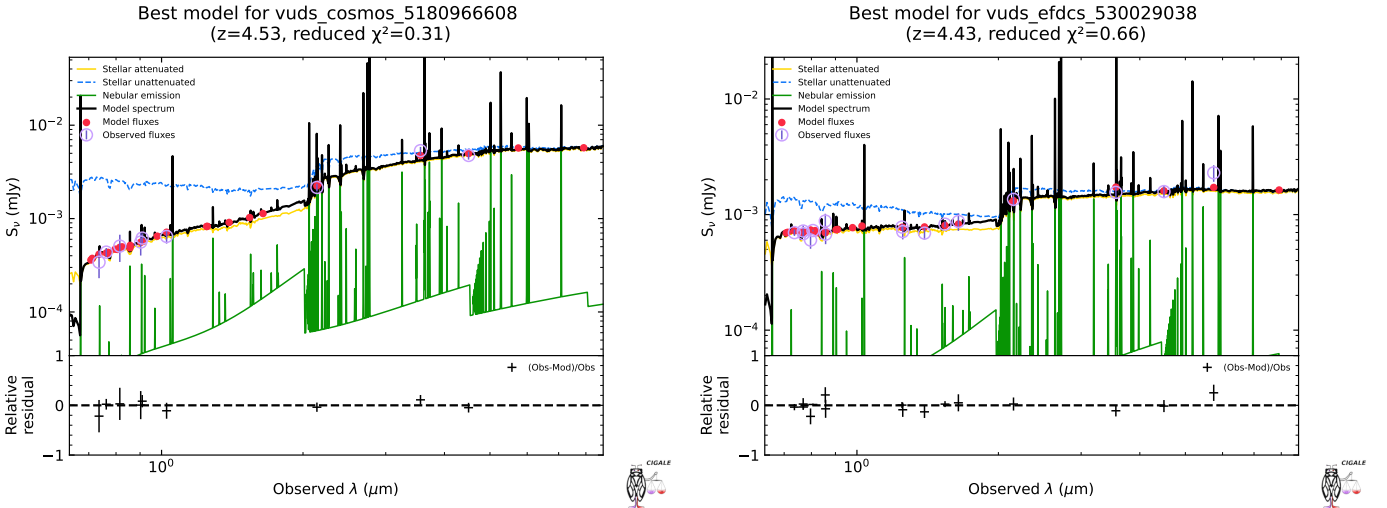 Best model for vuds_cosmos_5180966608
(z=4.53, reduced χ²=0.31)
Stellar attenuated
Stellar unattenuated
Nebular emission
Model spectrum
Model fluxes
Observed fluxes
S_ν (mJy)
10⁻²
10⁻³
10⁻⁴
1
(Obs-Mod)/Obs
Relative
residual
0
−1
10⁰
Observed λ (μm)
CIGALE
Best model for vuds_efdcs_530029038
(z=4.43, reduced χ²=0.66)
Stellar attenuated
Stellar unattenuated
Nebular emission
Model spectrum
Model fluxes
Observed fluxes
S_ν (mJy)
10⁻²
10⁻³
10⁻⁴
1
(Obs-Mod)/Obs
Relative
residual
0
−1
10⁰
Observed λ (μm)
CIGALE